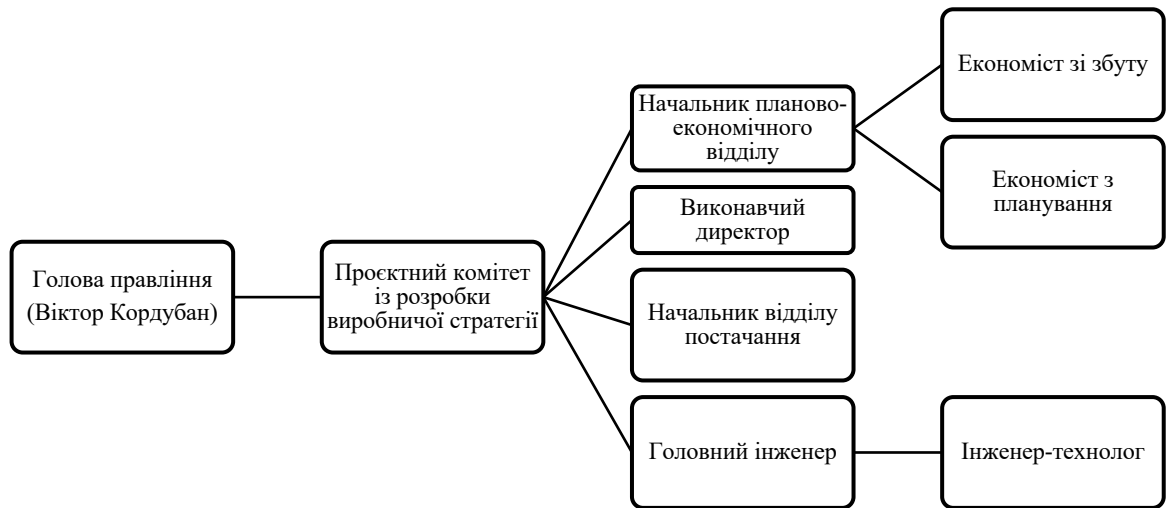 Голова правління
(Віктор Кордубан)
Проєктний комітет
із розробки
виробничої стратегії
Начальник планово-
економічного
відділу
Виконавчий
директор
Начальник відділу
постачання
Головний інженер
Економіст зі збуту
Економіст з
планування
Інженер-технолог